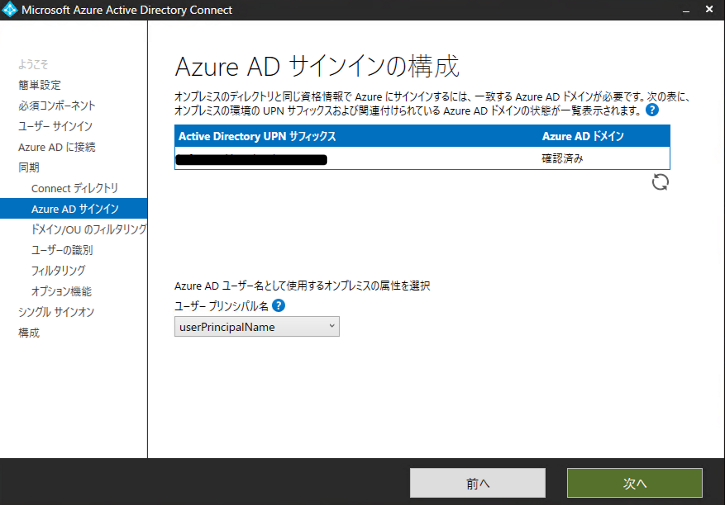 Microsoft Azure Active Directory Connect
ようこそ
簡単設定
必須コンポーネント
ユーザー サインイン
Azure AD に接続
同期
Connect ディレクトリ
Azure AD サインイン
ドメイン/OU のフィルタリング
ユーザーの識別
フィルタリング
オプション機能
シングル サインオン
構成
Azure AD サインインの構成
オンプレミスのディレクトリと同じ資格情報で Azure にサインインするには、一致する Azure AD ドメインが必要です。次の表に、
オンプレミスの環境の UPN サフィックスおよび関連付けられている Azure AD ドメインの状態が一覧表示されます。 ?
Active Directory UPN サフィックス Azure AD ドメイン
確認済み
Azure AD ユーザー名として使用するオンプレミスの属性を選択
ユーザー プリンシパル名 ?
userPrincipalName
前へ 次へ